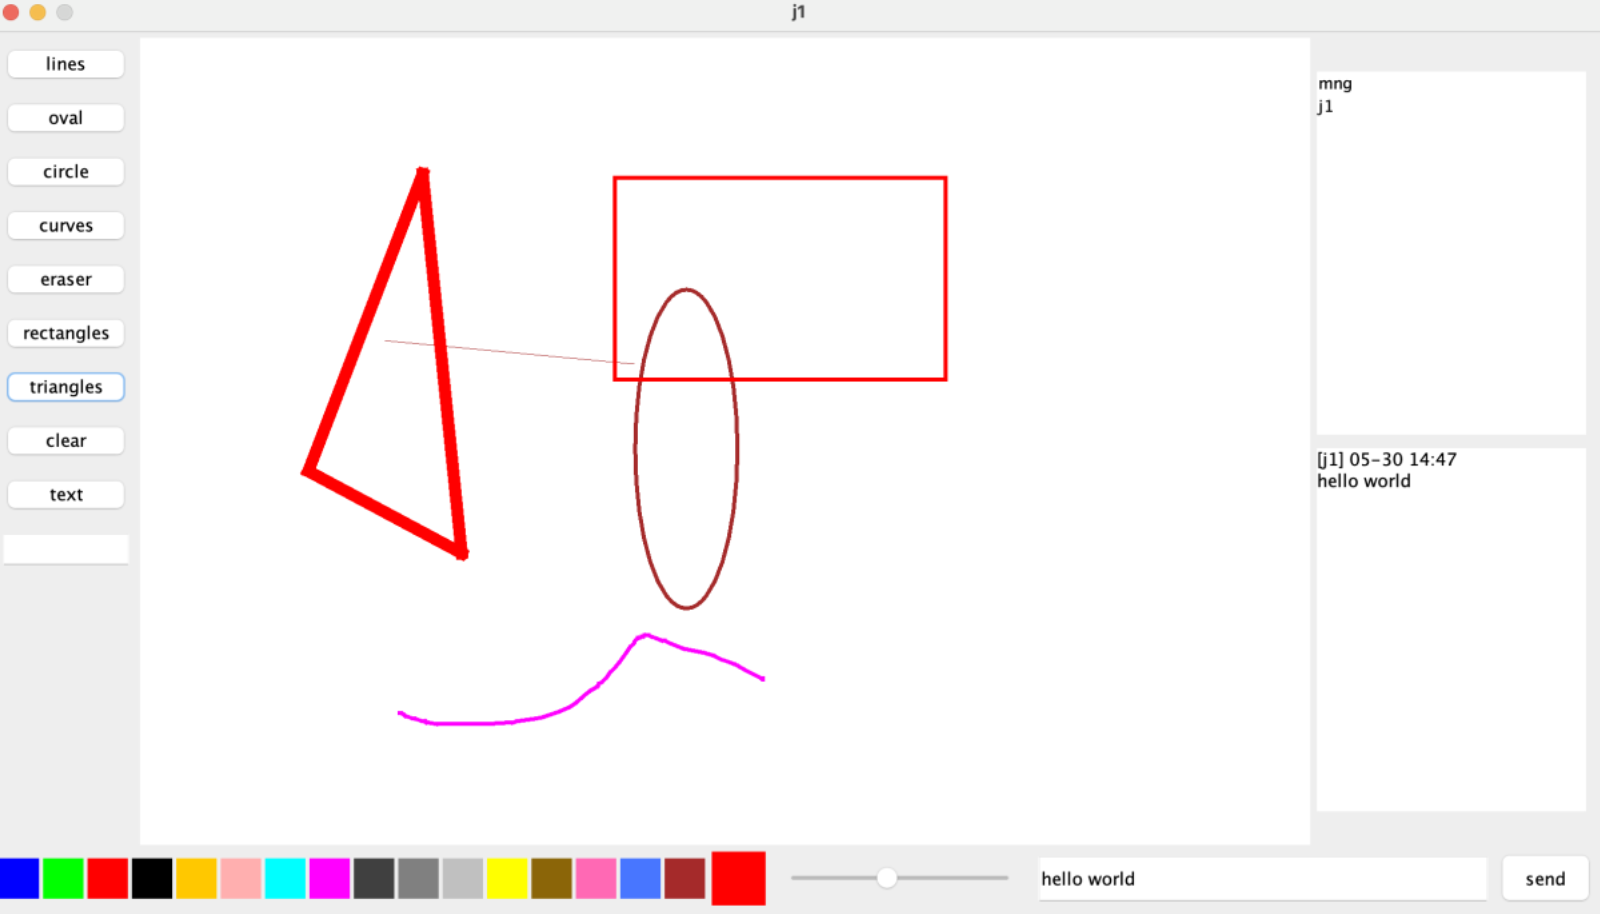 j1
lines
oval
circle
curves
eraser
rectangles
triangles
clear
text
mng
j1
[j1] 05-30 14:47
hello world
hello world
send